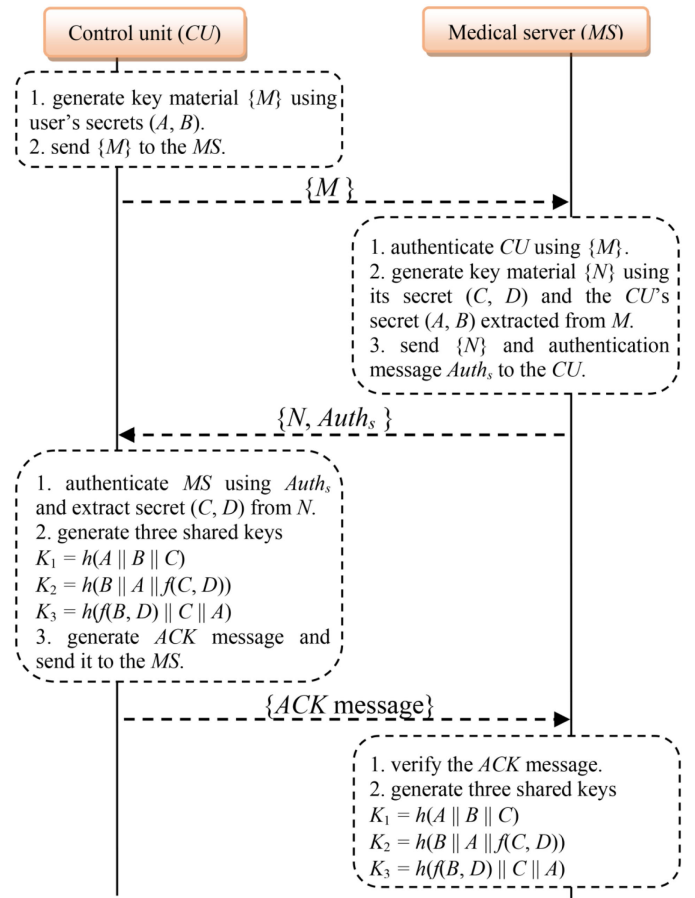 Control unit (CU)
Medical server (MS)
1. generate key material {M} using
user's secrets (A, B).
2. send {M} to the MS.
{M }
1. authenticate CU using {M}.
2. generate key material {N} using
its secret (C, D) and the CU's
secret (A, B) extracted from M.
3. send {N} and authentication
message Auths to the CU.
{N, Auths }
1. authenticate MS using Auths
and extract secret (C, D) from N.
2. generate three shared keys
K1 = h(A || B || C)
K2 = h(B || A || f(C, D))
K3 = h(f(B, D) || C || A)
3. generate ACK message and
send it to the MS.
{ACK message}
1. verify the ACK message.
2. generate three shared keys
K1 = h(A || B || C)
K2 = h(B || A || f(C, D))
K3 = h(f(B, D) || C || A)